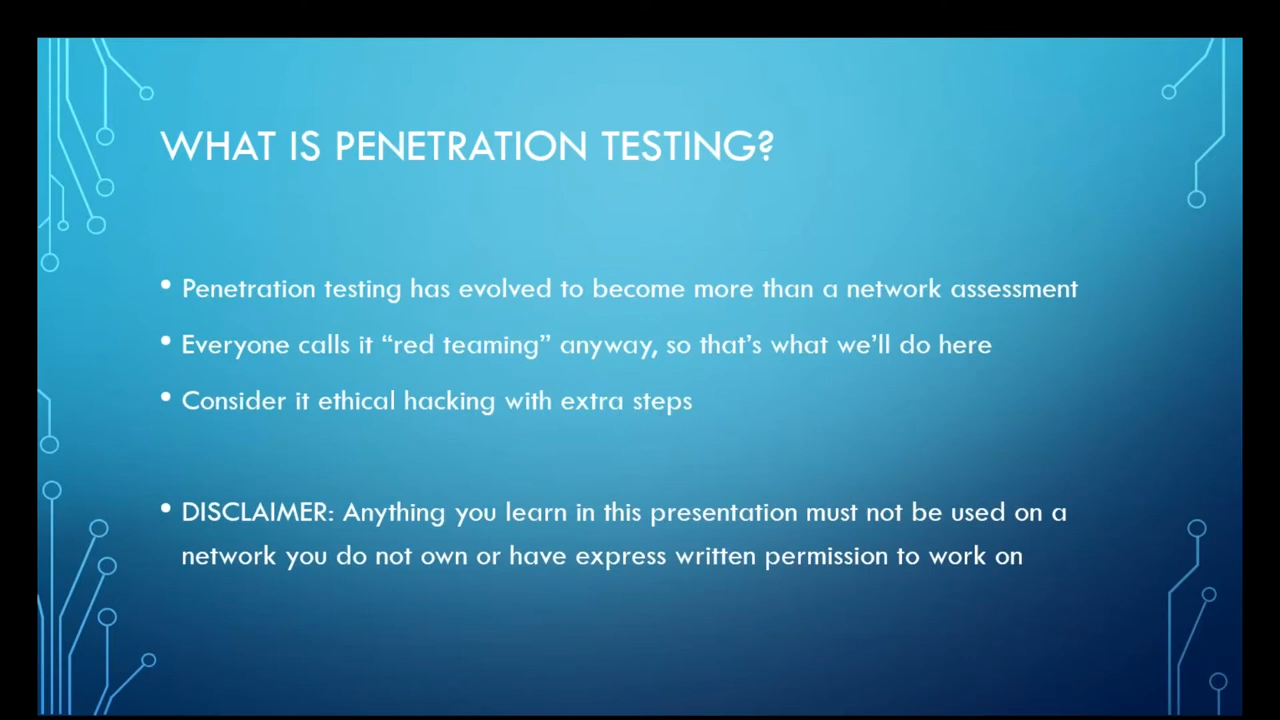 WHAT IS PENETRATION TESTING?
• Penetration testing has evolved to become more than a network assessment
• Everyone calls it “red teaming” anyway, so that’s what we’ll do here
• Consider it ethical hacking with extra steps
• DISCLAIMER: Anything you learn in this presentation must not be used on a
network you do not own or have express written permission to work on